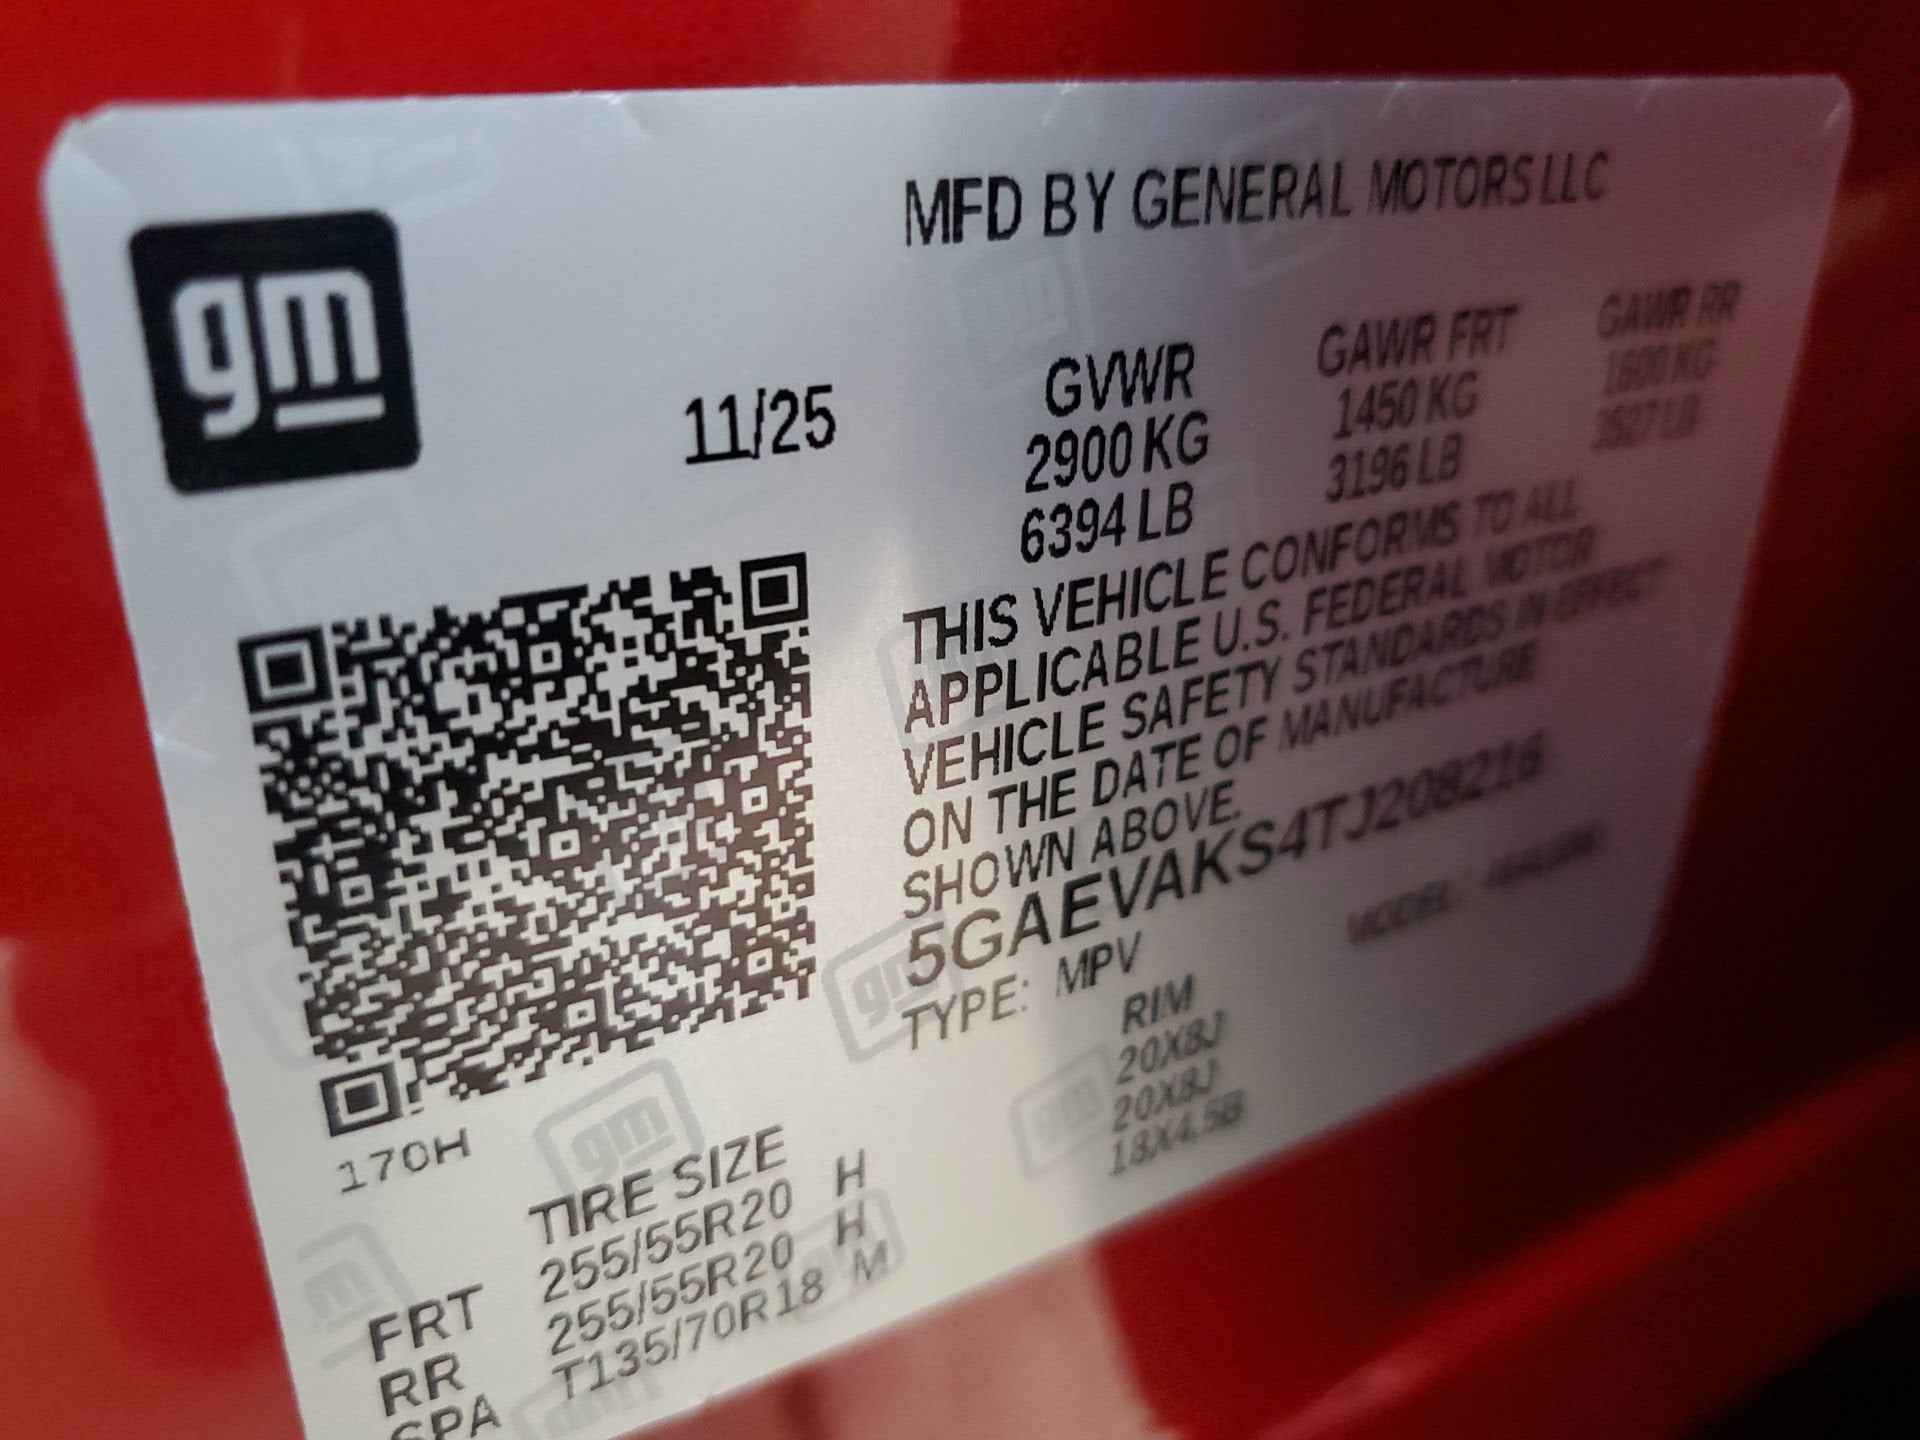 gm
MFD BY GENERAL MOTORS LLC
11/25
GVWR GAWR FRT GAWR RR
2900 KG 1450 KG 1600 KG
6394 LB 3196 LB 3527 LB
THIS VEHICLE CONFORMS TO ALL
APPLICABLE U.S. FEDERAL MOTOR
VEHICLE SAFETY STANDARDS IN EFFECT
ON THE DATE OF MANUFACTURE
SHOWN ABOVE.
5GAEVAKS4TJ208216
TYPE: MPV MODEL:
170H
TIRE SIZE RIM
FRT 255/55R20 H 20X8J
RR 255/55R20 H 20X8J
SPA T135/70R18 M 18X4.5B